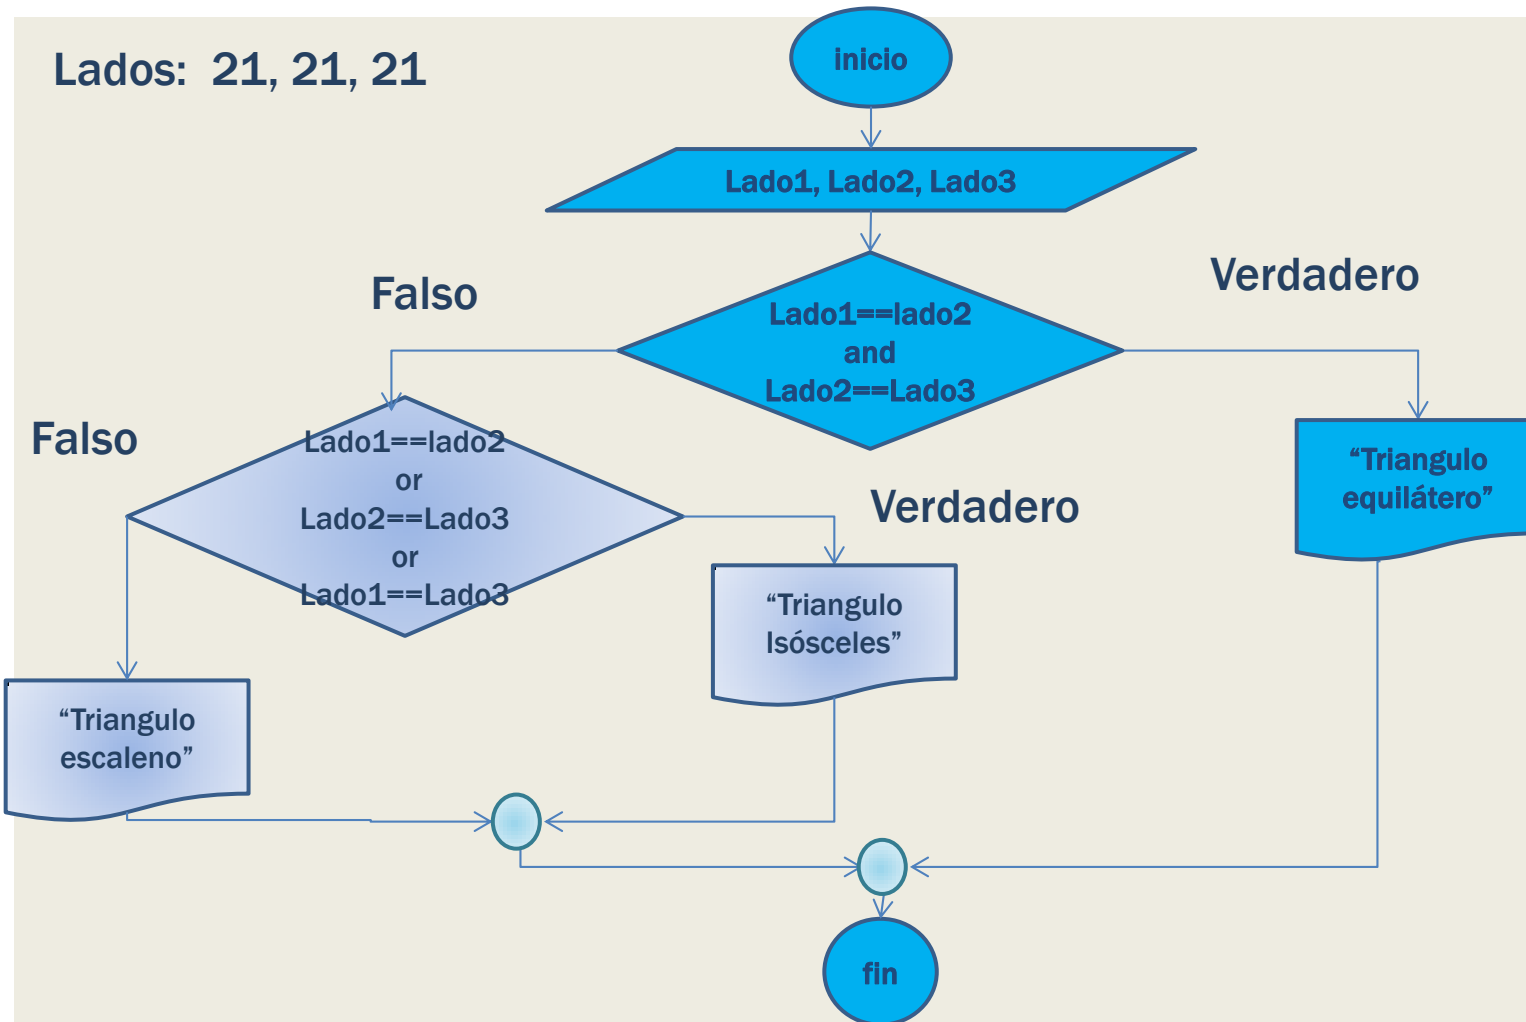 Lados: 21, 21, 21
inicio
Lado1, Lado2, Lado3
Falso
Verdadero
Lado1==lado2
and
Lado2==Lado3
Falso
Lado1==lado2
or
Lado2==Lado3
or
Lado1==Lado3
Verdadero
“Triangulo
equilátero”
“Triangulo
Isósceles”
“Triangulo
escaleno”
fin